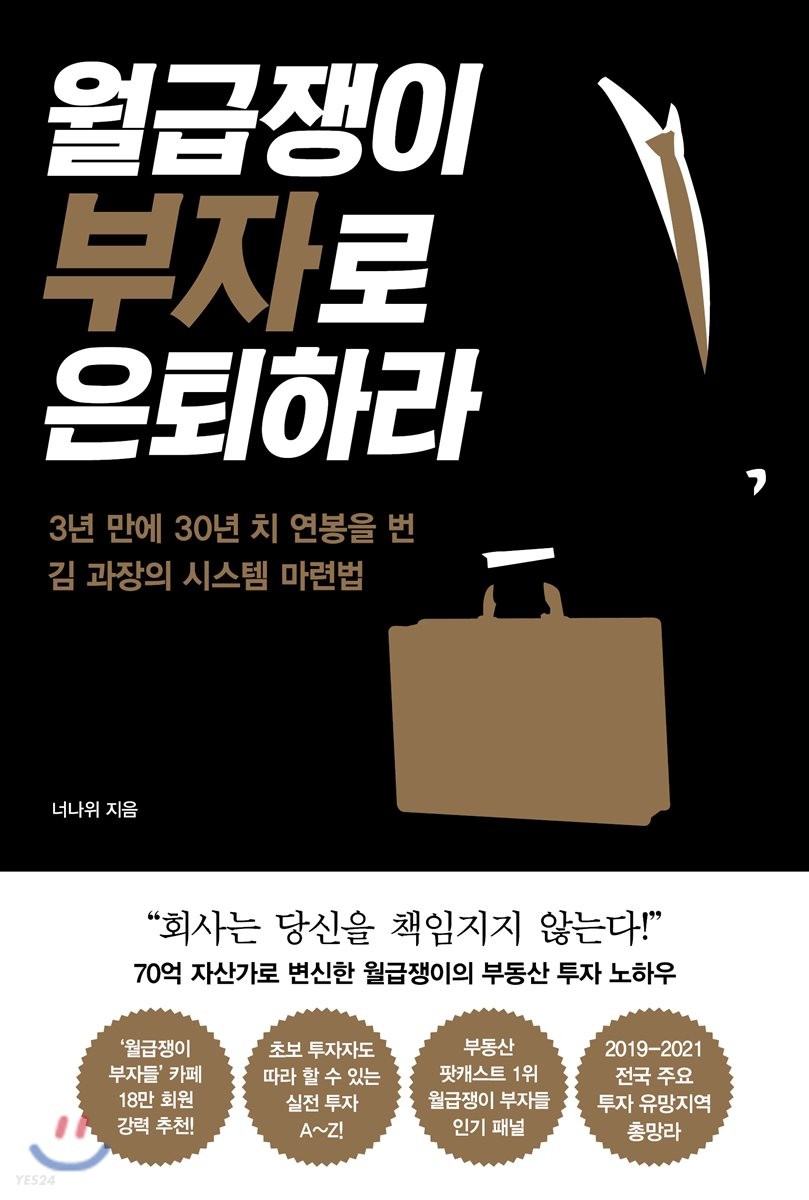 월급쟁이
부자로
은퇴하라
3년 만에 30년 치 연봉을 번
김 과장의 시스템 마련법
너나위 지음
“회사는 당신을 책임지지 않는다!”
70억 자산가로 변신한 월급쟁이의 부동산 투자 노하우
‘월급쟁이
부자들’ 카페
18만 회원
강력 추천!
초보 투자자도
따라 할 수 있는
실전 투자
A~Z!
부동산
팟캐스트 1위
월급쟁이 부자들
인기 패널
2019-2021
전국 주요
투자 유망지역
총망라
YES24